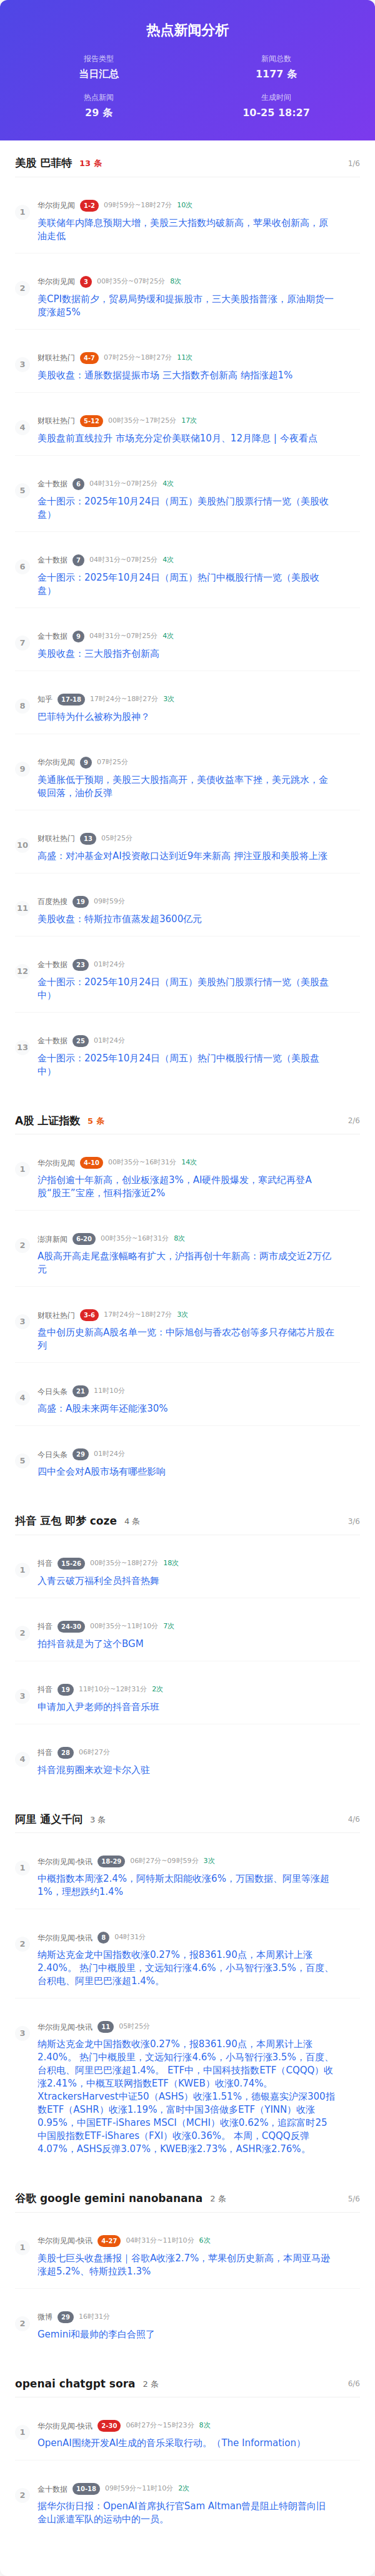 热点新闻分析
报告类型
新闻总数
当日汇总
1177 条
热点新闻
生成时间
29 条
10-25 18:27
美股 巴菲特 13 条 1/6
1
华尔街见闻 1-2 09时59分~18时27分 10次
美联储年内降息预期大增，美股三大指数均破新高，苹果收创新高，原
油走低
2
华尔街见闻 3 00时35分~07时25分 8次
美CPI数据前夕，贸易局势缓和提振股市，三大美股指普涨，原油期货一
度涨超5%
3
财联社热门 4-7 07时25分~18时27分 11次
美股收盘：通胀数据提振市场 三大指数齐创新高 纳指涨超1%
4
财联社热门 5-12 00时35分~17时25分 17次
美股盘前直线拉升 市场充分定价美联储10月、12月降息 | 今夜看点
5
金十数据 6 04时31分~07时25分 4次
金十图示：2025年10月24日（周五）美股热门股票行情一览（美股收
盘）
6
金十数据 7 04时31分~07时25分 4次
金十图示：2025年10月24日（周五）热门中概股行情一览（美股收
盘）
7
金十数据 9 04时31分~07时25分 4次
美股收盘：三大股指齐创新高
8
知乎 17-18 17时24分~18时27分 3次
巴菲特为什么被称为股神？
9
华尔街见闻 9 07时25分
美通胀低于预期，美股三大股指高开，美债收益率下挫，美元跳水，金
银回落，油价反弹
10
财联社热门 13 05时25分
高盛：对冲基金对AI投资敞口达到近9年来新高 押注亚股和美股将上涨
11
百度热搜 19 09时59分
美股收盘：特斯拉市值蒸发超3600亿元
12
金十数据 23 01时24分
金十图示：2025年10月24日（周五）美股热门股票行情一览（美股盘
中）
13
金十数据 25 01时24分
金十图示：2025年10月24日（周五）热门中概股行情一览（美股盘
中）
A股 上证指数 5 条 2/6
1
华尔街见闻 4-10 00时35分~16时31分 14次
沪指创逾十年新高，创业板涨超3%，AI硬件股爆发，寒武纪再登A
股“股王”宝座，恒科指涨近2%
2
澎湃新闻 6-20 00时35分~16时31分 8次
A股高开高走尾盘涨幅略有扩大，沪指再创十年新高：两市成交近2万亿
元
3
财联社热门 3-6 17时24分~18时27分 3次
盘中创历史新高A股名单一览：中际旭创与香农芯创等多只存储芯片股在
列
4
今日头条 21 11时10分
高盛：A股未来两年还能涨30%
5
今日头条 29 01时24分
四中全会对A股市场有哪些影响
抖音 豆包 即梦 coze 4 条 3/6
1
抖音 15-26 00时35分~18时27分 18次
入青云破万福利全员抖音热舞
2
抖音 24-30 00时35分~11时10分 7次
拍抖音就是为了这个BGM
3
抖音 19 11时10分~12时31分 2次
申请加入尹老师的抖音音乐班
4
抖音 28 06时27分
抖音混剪圈来欢迎卡尔入驻
阿里 通义千问 3 条 4/6
1
华尔街见闻-快讯 18-29 06时27分~09时59分 3次
中概指数本周涨2.4%，阿特斯太阳能收涨6%，万国数据、阿里等涨超
1%，理想跌约1.4%
2
华尔街见闻-快讯 8 04时31分
纳斯达克金龙中国指数收涨0.27%，报8361.90点，本周累计上涨
2.40%。 热门中概股里，文远知行涨4.6%，小马智行涨3.5%，百度、
台积电、阿里巴巴涨超1.4%。
3
华尔街见闻-快讯 11 05时25分
纳斯达克金龙中国指数收涨0.27%，报8361.90点，本周累计上涨
2.40%。 热门中概股里，文远知行涨4.6%，小马智行涨3.5%，百度、
台积电、阿里巴巴涨超1.4%。 ETF中，中国科技指数ETF（CQQQ）收
涨2.41%，中概互联网指数ETF（KWEB）收涨0.74%。
XtrackersHarvest中证50（ASHS）收涨1.51%，德银嘉实沪深300指
数ETF（ASHR）收涨1.19%，富时中国3倍做多ETF（YINN）收涨
0.95%，中国ETF-iShares MSCI（MCHI）收涨0.62%，追踪富时25
中国股指数ETF-iShares（FXI）收涨0.36%。 本周，CQQQ反弹
4.07%，ASHS反弹3.07%，KWEB涨2.73%，ASHR涨2.76%。
谷歌 google gemini nanobanana 2 条 5/6
1
华尔街见闻-快讯 4-27 04时31分~11时10分 6次
美股七巨头收盘播报｜谷歌A收涨2.7%，苹果创历史新高，本周亚马逊
涨超5.2%、特斯拉跌1.3%
2
微博 29 16时31分
Gemini和最帅的李白合照了
openai chatgpt sora 2 条 6/6
1
华尔街见闻-快讯 2-30 06时27分~15时23分 8次
OpenAI围绕开发AI生成的音乐采取行动。（The Information）
2
金十数据 10-18 09时59分~11时10分 2次
据华尔街日报：OpenAI首席执行官Sam Altman曾是阻止特朗普向旧
金山派遣军队的运动中的一员。